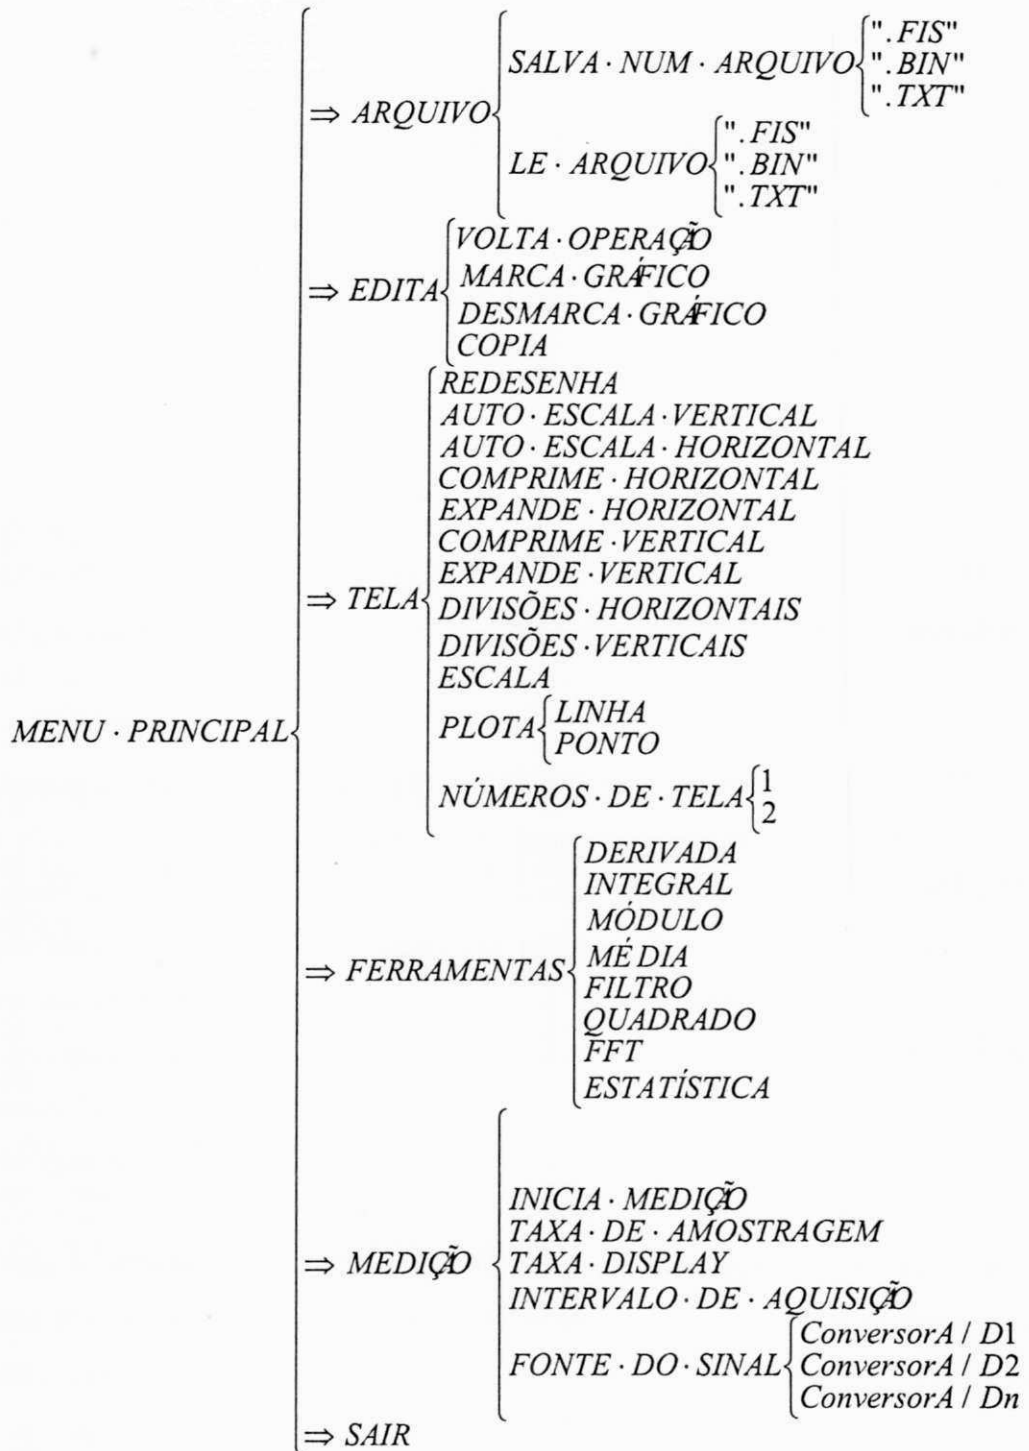 ".FIS"
SALVA · NUM · ARQUIVO ".BIN"
".TXT"
⇒ ARQUIVO
".FIS"
LE · ARQUIVO ".BIN"
".TXT"
VOLTA · OPERAÇÃO
MARCA · GRÁFICO
⇒ EDITA
DESMARCA · GRÁFICO
COPIA
REDESENHA
AUTO · ESCALA · VERTICAL
AUTO · ESCALA · HORIZONTAL
COMPRIME · HORIZONTAL
EXPANDE · HORIZONTAL
COMPRIME · VERTICAL
EXPANDE · VERTICAL
⇒ TELA
DIVISÕES · HORIZONTAIS
DIVISÕES · VERTICAIS
ESCALA
MENU · PRINCIPAL
PLOTA
LINHA
PONTO
NÚMEROS · DE · TELA
1
2
DERIVADA
INTEGRAL
MÓDULO
MÉDIA
⇒ FERRAMENTAS
FILTRO
QUADRADO
FFT
ESTATÍSTICA
INICIA · MEDIÇÃO
TAXA · DE · AMOSTRAGEM
⇒ MEDIÇÃO
TAXA · DISPLAY
INTERVALO · DE · AQUISIÇÃO
ConversorA / D1
FONTE · DO · SINAL ConversorA / D2
ConversorA / Dn
⇒ SAIR